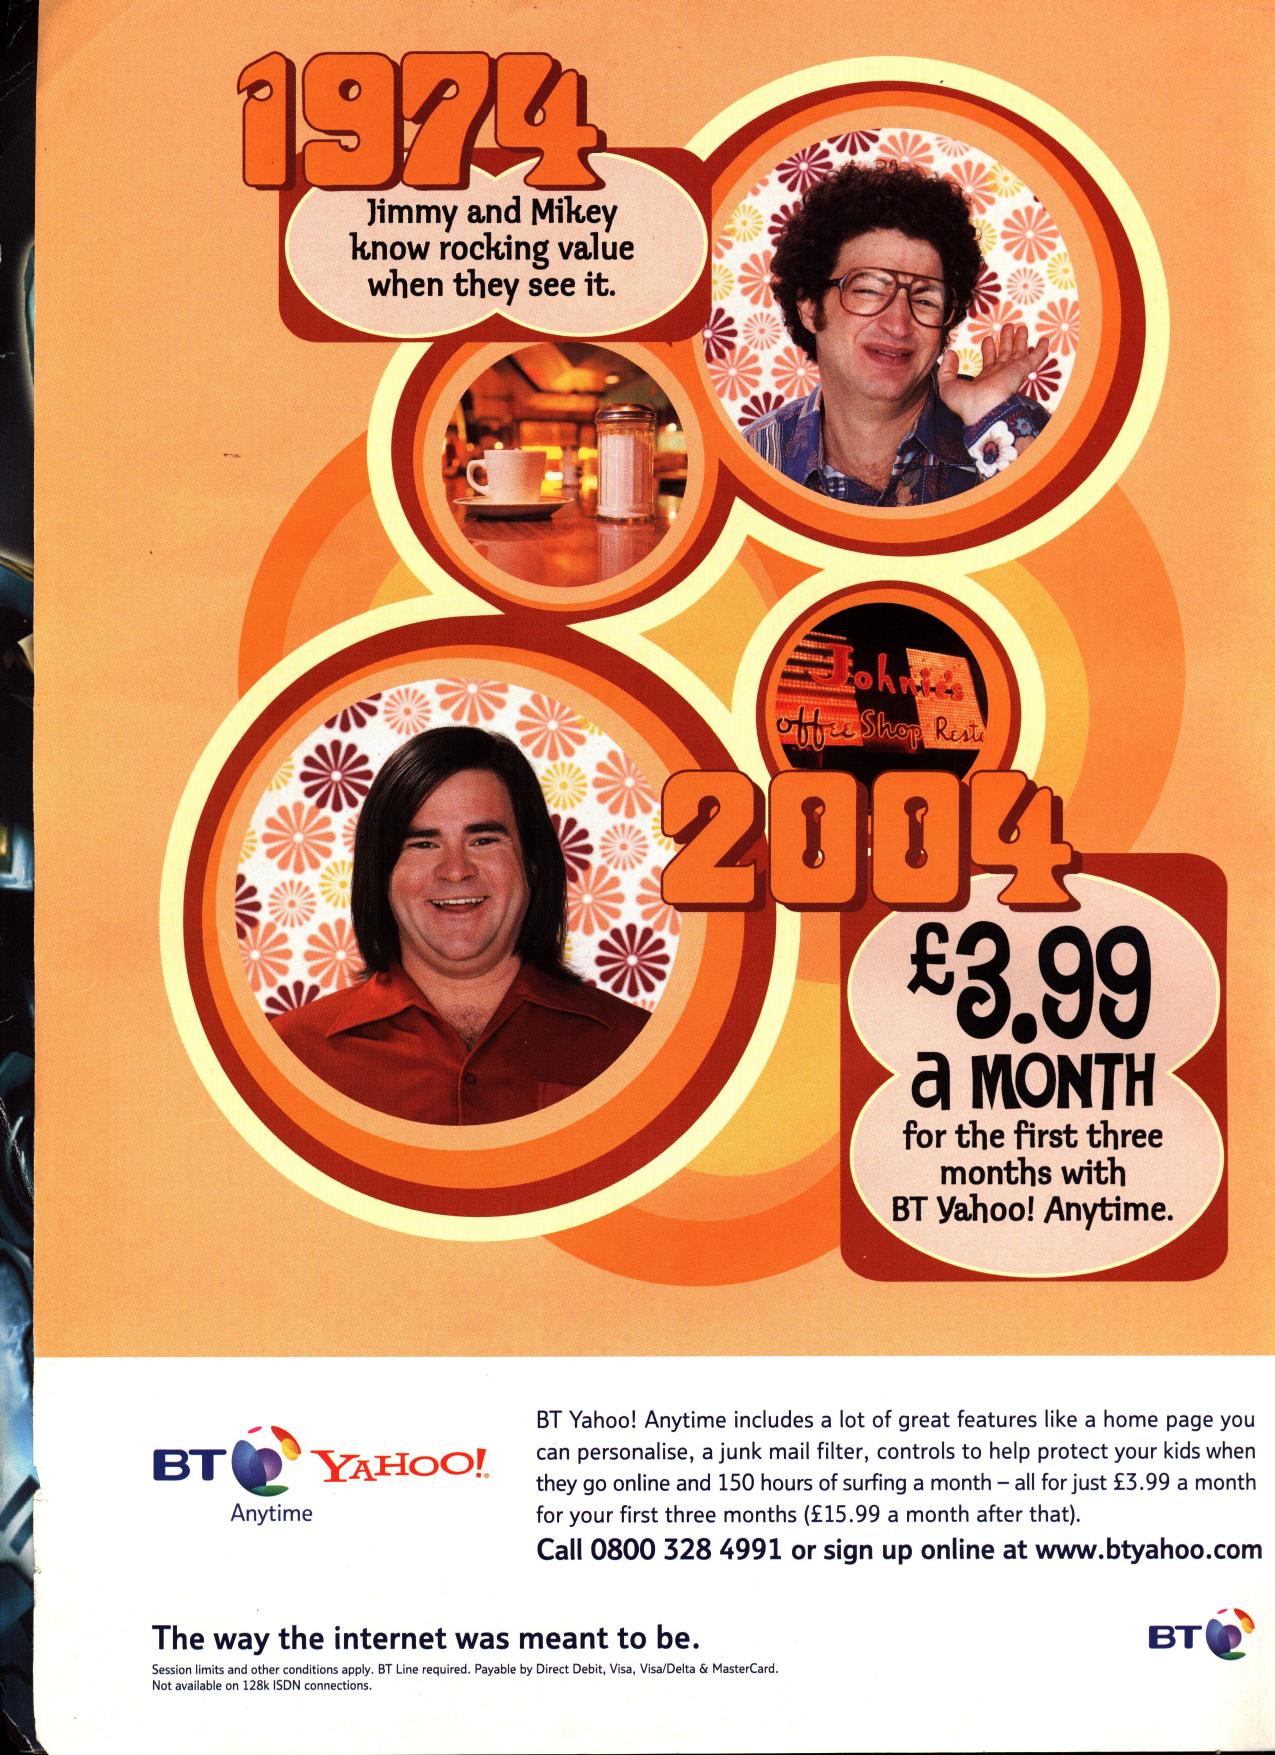 1974
Jimmy and Mikey
know rocking value
when they see it.
Johnie's
offee Shop Rest
2004
£3.99
a MONTH
for the first three
months with
BT Yahoo! Anytime.
BT YAHOO!
Anytime
BT Yahoo! Anytime includes a lot of great features like a home page you
can personalise, a junk mail filter, controls to help protect your kids when
they go online and 150 hours of surfing a month – all for just £3.99 a month
for your first three months (£15.99 a month after that).
Call 0800 328 4991 or sign up online at www.btyahoo.com
The way the internet was meant to be.
BT
Session limits and other conditions apply. BT Line required. Payable by Direct Debit, Visa, Visa/Delta & MasterCard.
Not available on 128k ISDN connections.